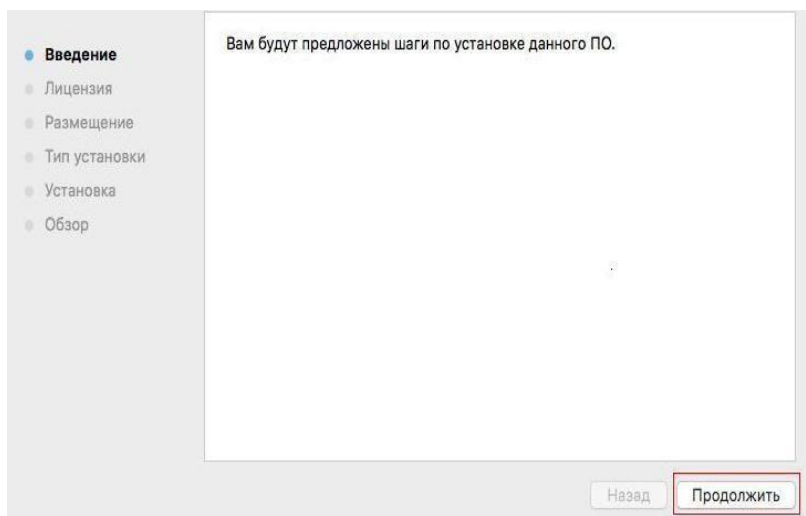 Введение
Лицензия
Размещение
Тип установки
Установка
Обзор
Вам будут предложены шаги по установке данного ПО.
Назад
Продолжить